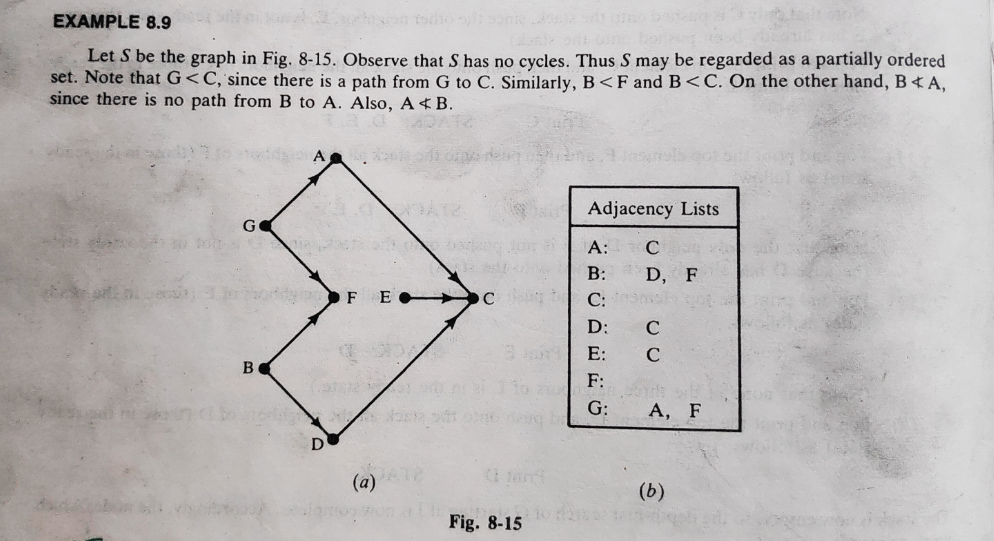 EXAMPLE 8.9
Let S be the graph in Fig. 8-15. Observe that S has no cycles. Thus S may be regarded as a partially ordered
set. Note that G < C, since there is a path from G to C. Similarly, B < F and B < C. On the other hand, B ≮ A,
since there is no path from B to A. Also, A ≮ B.
A
G
F E C
B
D
(a)
Adjacency Lists
A: C
B: D, F
C:
D: C
E: C
F:
G: A, F
(b)
Fig. 8-15